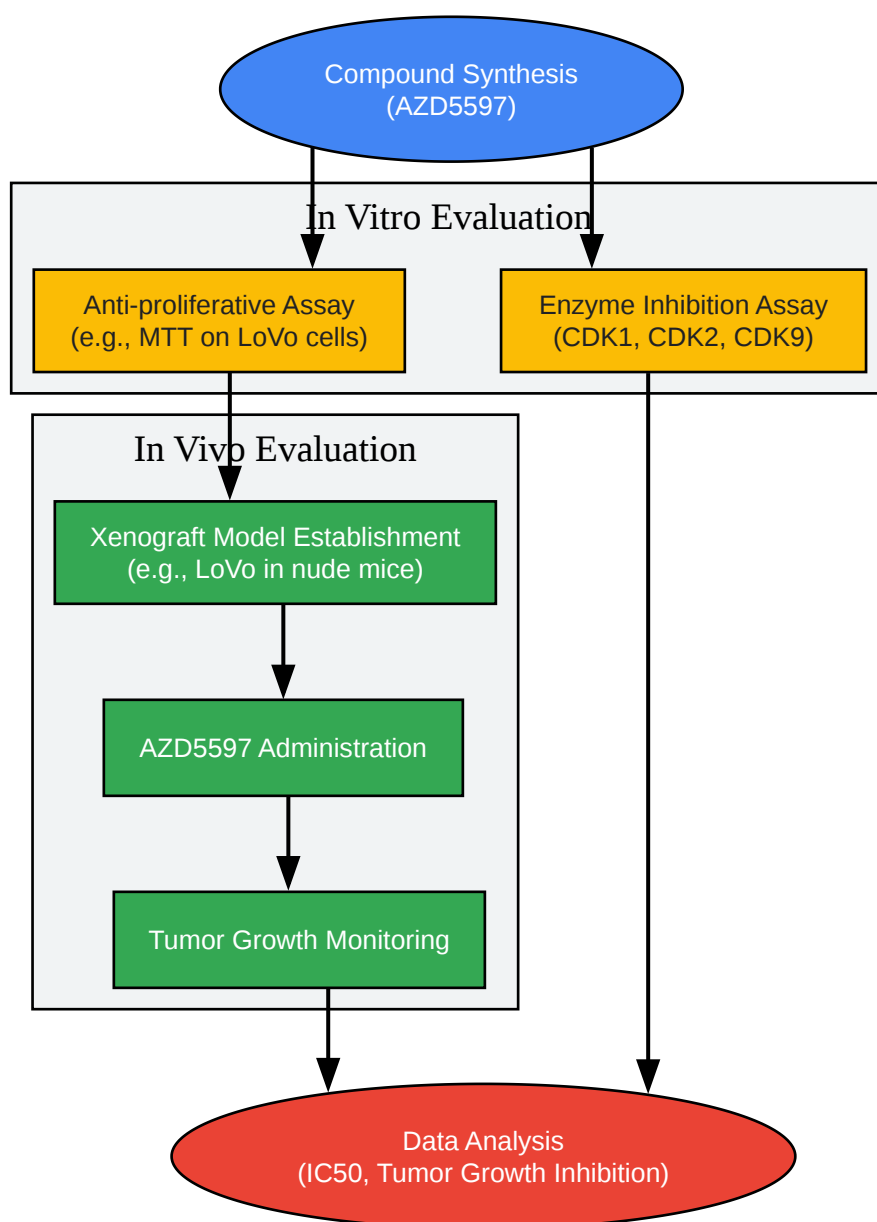 Compound Synthesis
(AZD5597)
In Vitro Evaluation
Anti-proliferative Assay
(e.g., MTT on LoVo cells)
Enzyme Inhibition Assay
(CDK1, CDK2, CDK9)
In Vivo Evaluation
Xenograft Model Establishment
(e.g., LoVo in nude mice)
AZD5597 Administration
Tumor Growth Monitoring
Data Analysis
(IC50, Tumor Growth Inhibition)